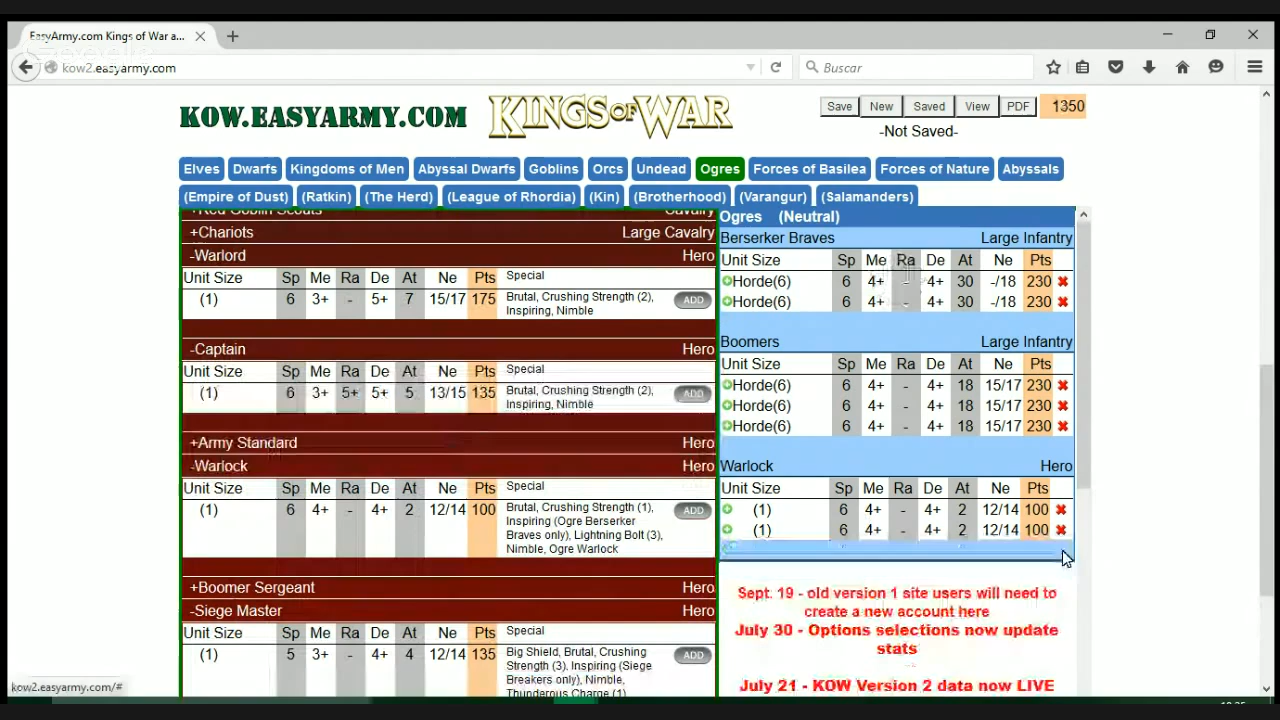 EasyArmy.com Kings of War a...
kow2.easyarmy.com
Buscar
KOW.EASYARMY.COM
KINGS OF WAR
Save New Saved View PDF 1350
-Not Saved-
Elves Dwarfs Kingdoms of Men Abyssal Dwarfs Goblins Orcs Undead Ogres Forces of Basilea Forces of Nature Abyssals
(Empire of Dust) (Ratkin) (The Herd) (League of Rhordia) (Kin) (Brotherhood) (Varangur) (Salamanders)
+Red Goblin Scouts Cavalry
+Chariots Large Cavalry
-Warlord Hero
Unit Size Sp Me Ra De At Ne Pts Special
(1) 6 3+ - 5+ 7 15/17 175 Brutal, Crushing Strength (2), ADD
Inspiring, Nimble
-Captain Hero
Unit Size Sp Me Ra De At Ne Pts Special
(1) 6 3+ 5+ 5+ 5 13/15 135 Brutal, Crushing Strength (2), ADD
Inspiring, Nimble
+Army Standard Hero
-Warlock Hero
Unit Size Sp Me Ra De At Ne Pts Special
(1) 6 4+ - 4+ 2 12/14 100 Brutal, Crushing Strength (1), ADD
Inspiring (Ogre Berserker
Braves only), Lightning Bolt (3),
Nimble, Ogre Warlock
+Boomer Sergeant Hero
-Siege Master Hero
Unit Size Sp Me Ra De At Ne Pts Special
(1) 5 3+ - 4+ 4 12/14 135 Big Shield, Brutal, Crushing ADD
Strength (3), Inspiring (Siege
Breakers only), Nimble,
Thunderous Charge (1)
Ogres (Neutral)
Berserker Braves Large Infantry
Unit Size Sp Me Ra De At Ne Pts
Horde(6) 6 4+ - 4+ 30 -/18 230
Horde(6) 6 4+ - 4+ 30 -/18 230
Boomers Large Infantry
Unit Size Sp Me Ra De At Ne Pts
Horde(6) 6 4+ - 4+ 18 15/17 230
Horde(6) 6 4+ - 4+ 18 15/17 230
Horde(6) 6 4+ - 4+ 18 15/17 230
Warlock Hero
Unit Size Sp Me Ra De At Ne Pts
(1) 6 4+ - 4+ 2 12/14 100
(1) 6 4+ - 4+ 2 12/14 100
Sept. 19 - old version 1 site users will need to
create a new account here
July 30 - Options selections now update
stats
July 21 - KOW Version 2 data now LIVE
kow2.easyarmy.com/#